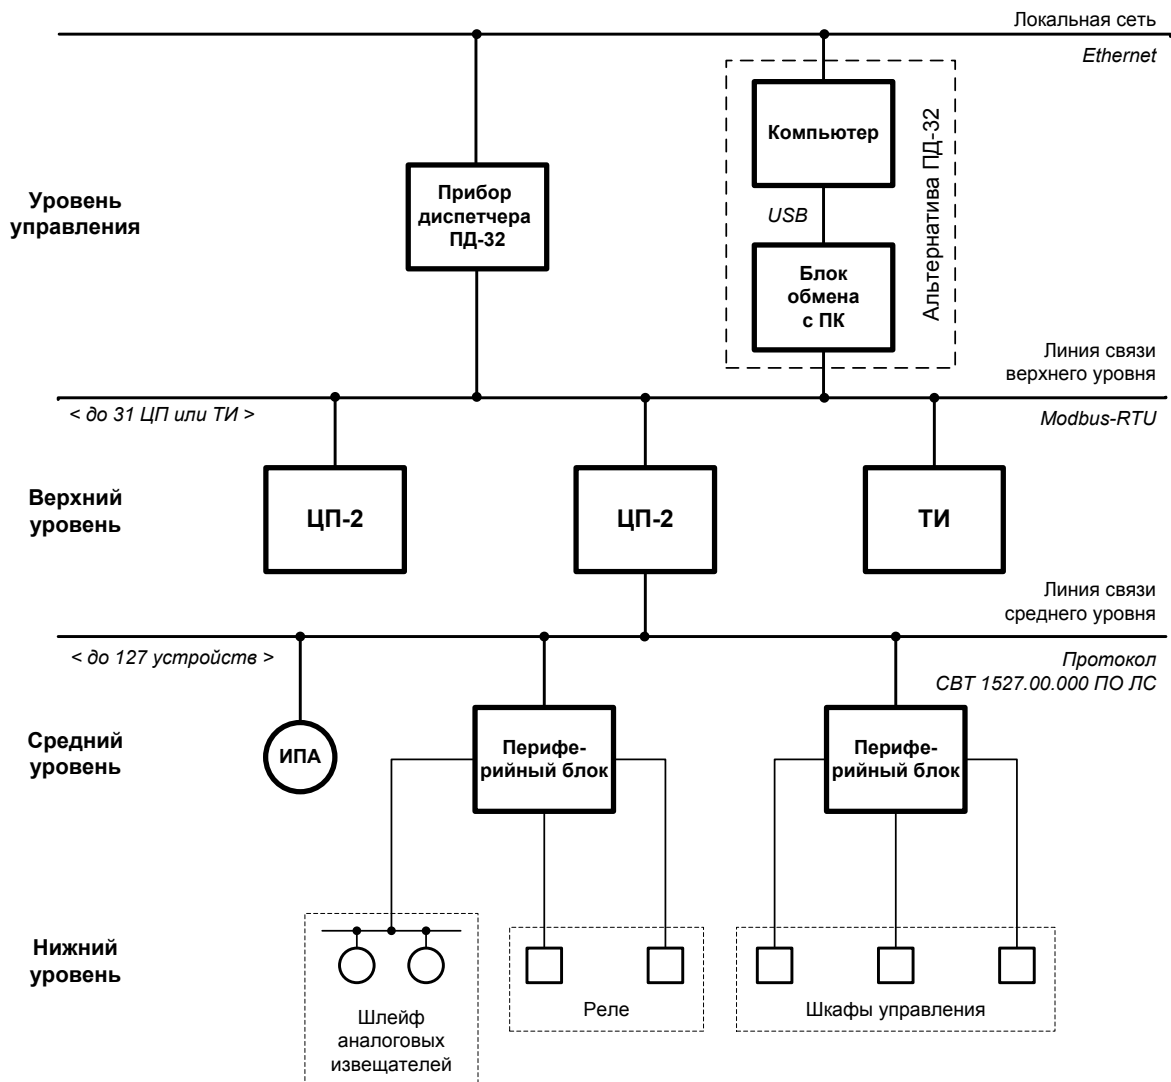 Локальная сеть
Ethernet
Компьютер
Альтернатива ПД-32
Уровень
управления
Прибор
диспетчера
ПД-32
USB
Блок
обмена
с ПК
Линия связи
верхнего уровня
< до 31 ЦП или ТИ >
Modbus-RTU
Верхний
уровень
ЦП-2
ЦП-2
ТИ
Линия связи
среднего уровня
< до 127 устройств >
Протокол
СВТ 1527.00.000 ПО ЛС
Средний
уровень
ИПА
Перифе-
рийный блок
Перифе-
рийный блок
Нижний
уровень
Шлейф
аналоговых
извещателей
Реле
Шкафы управления